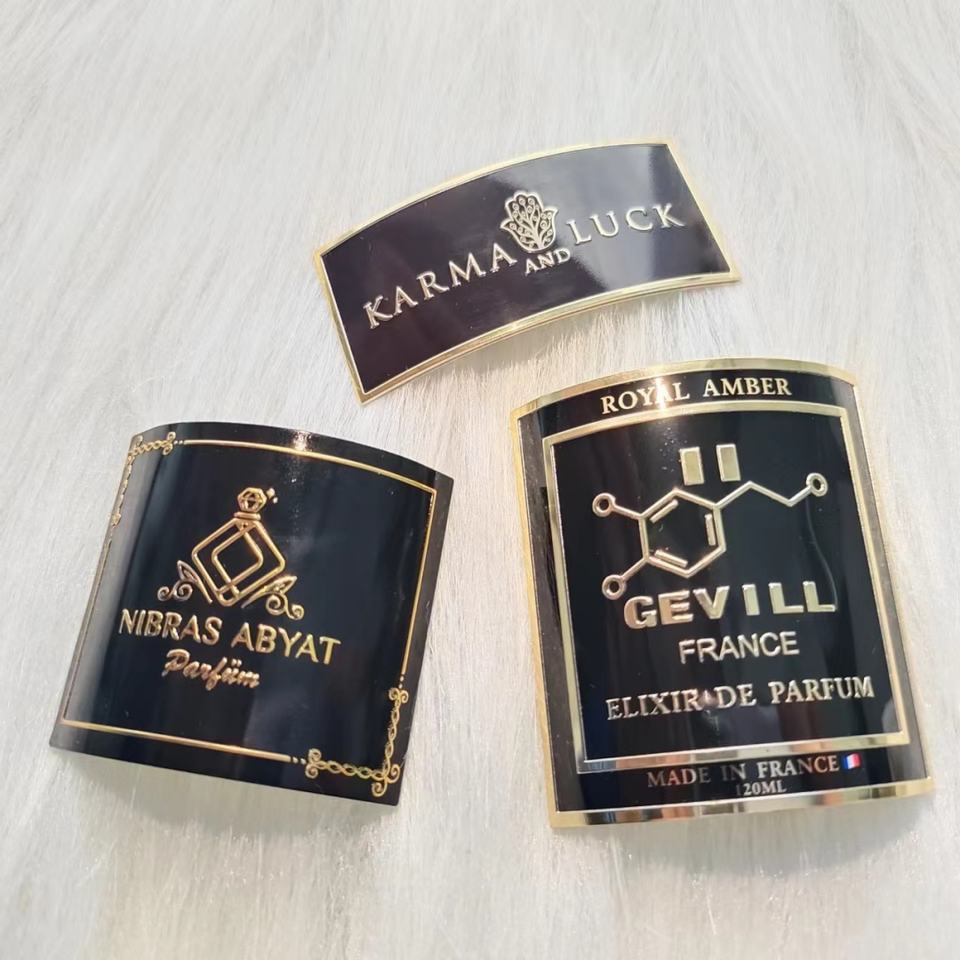 KARMA AND LUCK
NIBRAS ABYAT
Parfüm
ROYAL AMBER
GEVILL
FRANCE
ELIXIR DE PARFUM
MADE IN FRANCE
120ML